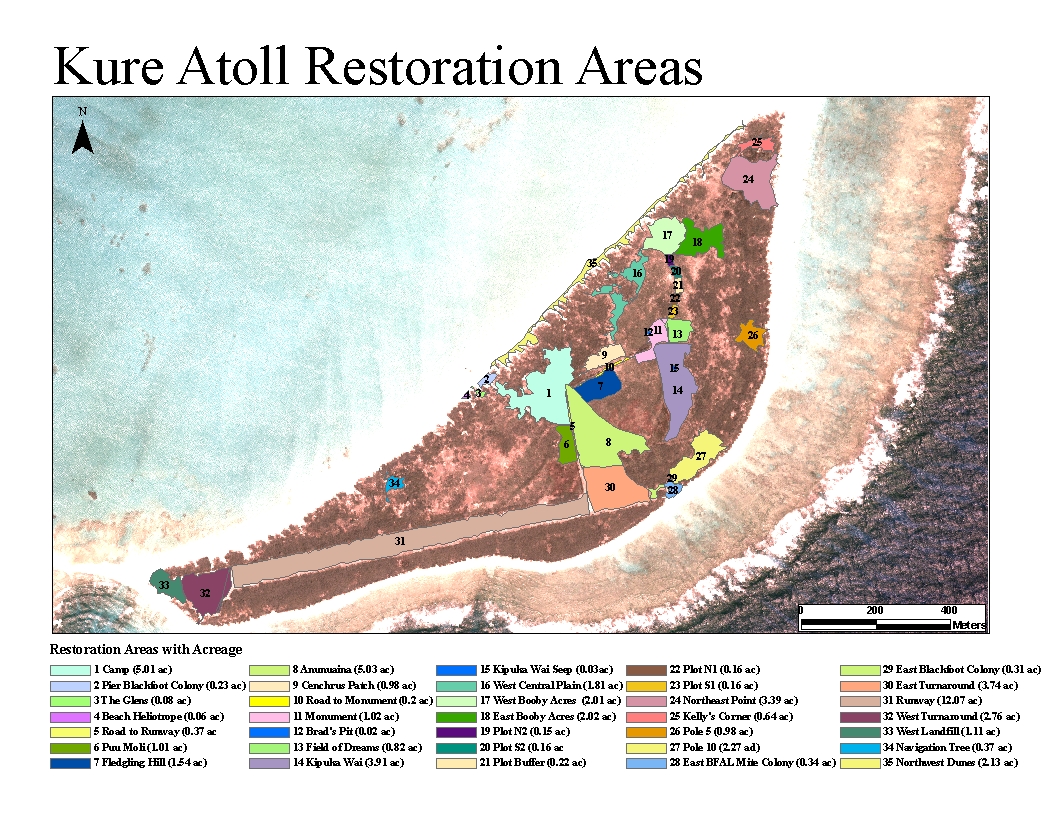 Kure Atoll Restoration Areas
N
25
24
17
18
19
35
16
20
21
22
23
12
11
13
26
9
10
15
7
14
2
4
3
1
5
6
8
27
29
28
34
30
31
33
32
0 200 400
Meters
Restoration Areas with Acreage
1 Camp (5.01 ac)
2 Pier Blackfoot Colony (0.23 ac)
3 The Glens (0.08 ac)
4 Beach Heliotrope (0.06 ac)
5 Road to Runway (0.37 ac
6 Puu Moli (1.01 ac)
7 Fledgling Hill (1.54 ac)
8 Anunuaina (5.03 ac)
9 Cenchrus Patch (0.98 ac)
10 Road to Monument (0.2 ac)
11 Monument (1.02 ac)
12 Brad's Pit (0.02 ac)
13 Field of Dreams (0.82 ac)
14 Kipuka Wai (3.91 ac)
15 Kipuka Wai Seep (0.03ac)
16 West Central Plain (1.81 ac)
17 West Booby Acres (2.01 ac)
18 East Booby Acres (2.02 ac)
19 Plot N2 (0.15 ac)
20 Plot S2 (0.16 ac
21 Plot Buffer (0.22 ac)
22 Plot N1 (0.16 ac)
23 Plot S1 (0.16 ac)
24 Northeast Point (3.39 ac)
25 Kelly's Corner (0.64 ac)
26 Pole 5 (0.98 ac)
27 Pole 10 (2.27 ad)
28 East BFAL Mite Colony (0.34 ac)
29 East Blackfoot Colony (0.31 ac)
30 East Turnaround (3.74 ac)
31 Runway (12.07 ac)
32 West Turnaround (2.76 ac)
33 West Landfill (1.11 ac)
34 Navigation Tree (0.37 ac)
35 Northwest Dunes (2.13 ac)